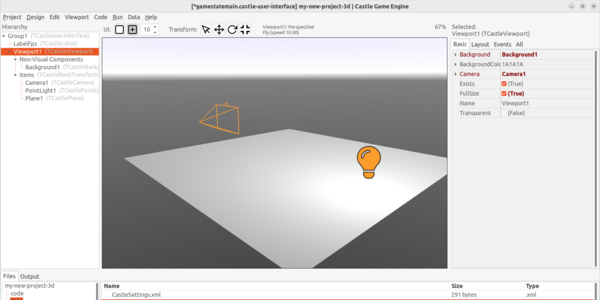 [*gamestatemain.castle-user-interface] my-new-project-3d | Castle Game Engine
Project Design Edit Viewport Code Run Data Help
UI: 10 Transform: Viewport1: Perspective 67%
Fly (speed 10.00)
Selected:
Viewport1 (TCastleViewport)
Hierarchy
Group1 (TCastleUserInterface)
LabelFps (TCastleLabel)
Viewport1 (TCastleViewport)
Non-Visual Components
Background1 (TCastleBackg
Items (TCastleRootTransform
Camera1 (TCastleCamera)
PointLight1 (TCastlePointLi
Plane1 (TCastlePlane)
Basic Layout Events All
Background Background1
BackgroundColo 1A1A1A
Camera Camera1
Exists (True)
FullSize (True)
Name Viewport1
Transparent (False)
Files Output
my-new-project-3d
code
Name Size Type
CastleSettings.xml 291 bytes .xml